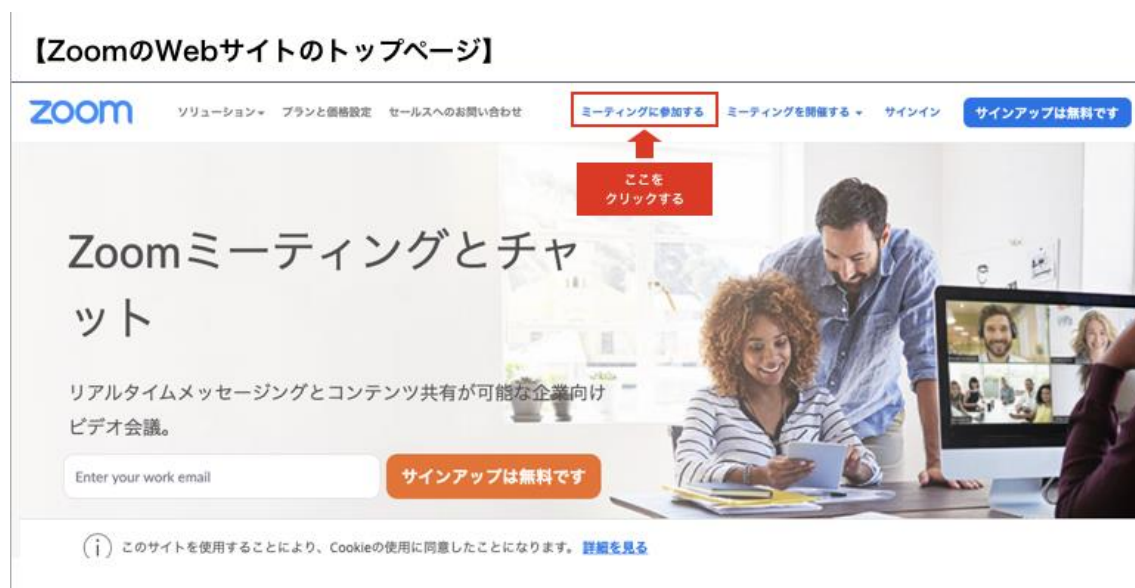 【ZoomのWebサイトのトップページ】
zoom ソリューション プランと価格設定 セールスへのお問い合わせ ミーティングに参加する ミーティングを開催する サインイン サインアップは無料です
ここを
クリックする
Zoomミーティングとチャ
ット
リアルタイムメッセージングとコンテンツ共有が可能な企業向け
ビデオ会議。
Enter your work email サインアップは無料です
このサイトを使用することにより、Cookieの使用に同意したことになります。 詳細を見る